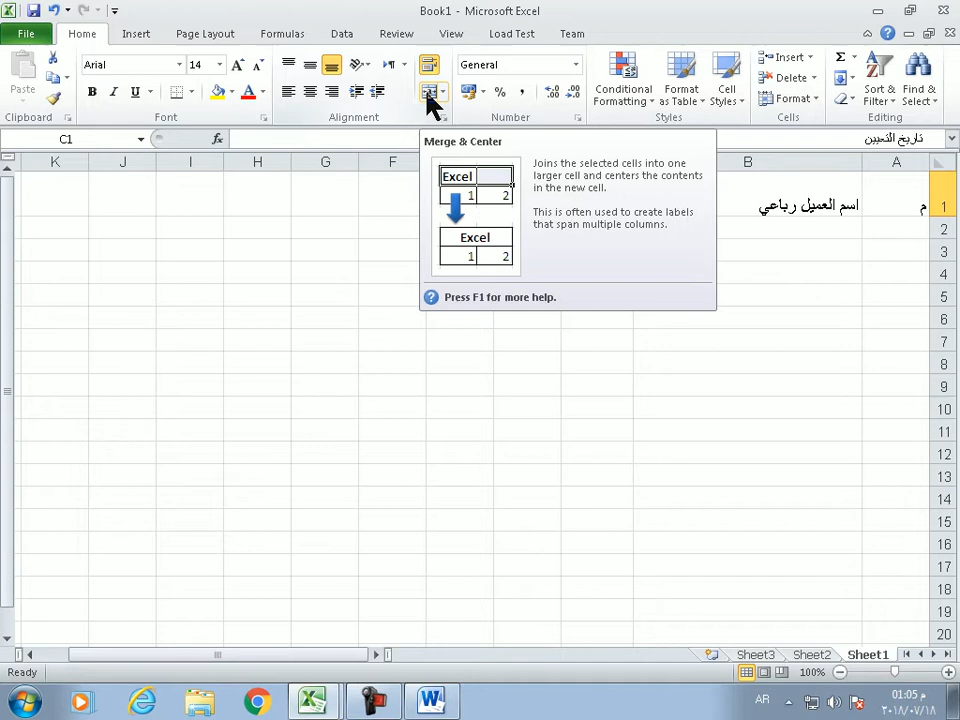 Book1 - Microsoft Excel
File Home Insert Page Layout Formulas Data Review View Load Test Team
Paste
Arial 14
General
Conditional Formatting
Format as Table
Cell Styles
Insert
Delete
Format
Sort & Filter
Find & Select
Clipboard Font Alignment Number Styles Cells Editing
C1 fx تاريخ التعيين
K J I H G F B A
م اسم العميل رباعي
Merge & Center
Excel
1 2
Excel
1 2
Joins the selected cells into one
larger cell and centers the contents
in the new cell.
This is often used to create labels
that span multiple columns.
Press F1 for more help.
1
2
3
4
5
6
7
8
9
10
11
12
13
14
15
16
17
18
19
20
Sheet3 Sheet2 Sheet1
Ready 100%
AR
01:05 م
٢٠١٨/٠٧/١٨